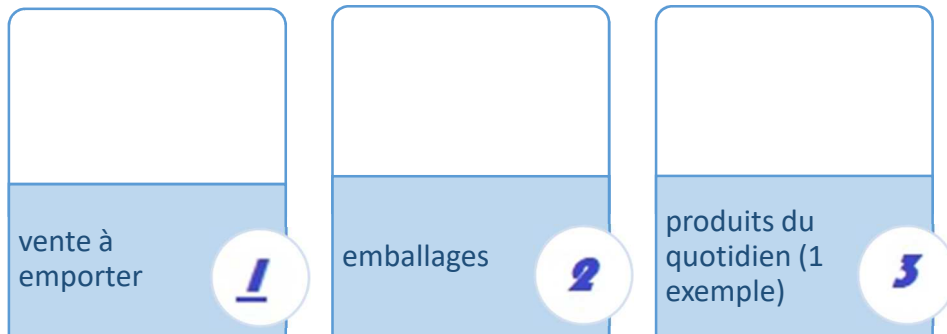 vente à
emporter
1
emballages
2
produits du
quotidien (1
exemple)
3